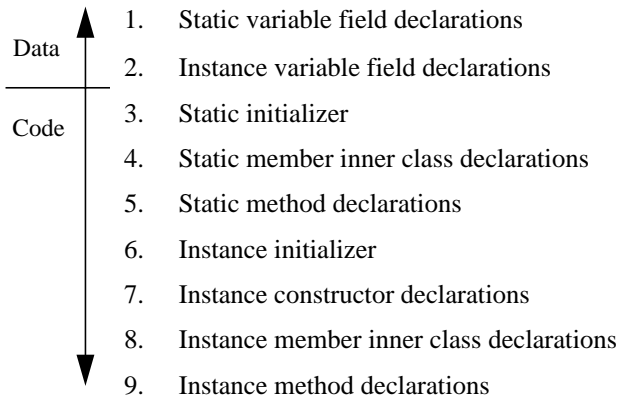 Data
Code
1. Static variable field declarations
2. Instance variable field declarations
3. Static initializer
4. Static member inner class declarations
5. Static method declarations
6. Instance initializer
7. Instance constructor declarations
8. Instance member inner class declarations
9. Instance method declarations